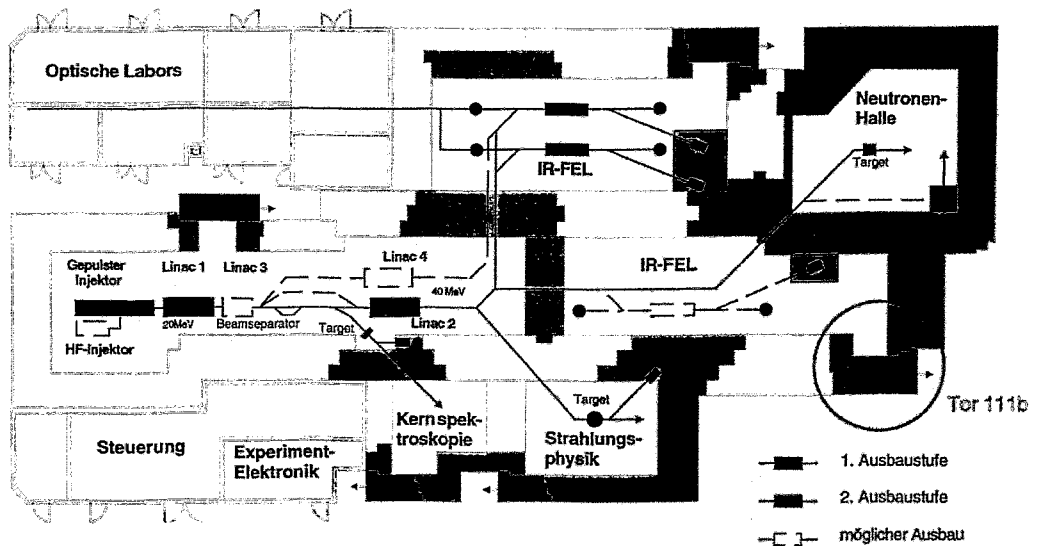 Optische Labors
Neutronen-
Halle
Target
IR-FEL
Gepulster
Injektor
Linac 1
Linac 3
Linac 4
40 MeV
IR-FEL
20MeV
Beamseparator
Linac 2
Target
HF-Injektor
Target
Tor 111b
Kernspek-
troskopie
Strahlungs-
physik
Steuerung
Experiment-
Elektronik
1. Ausbaustufe
2. Ausbaustufe
möglicher Ausbau